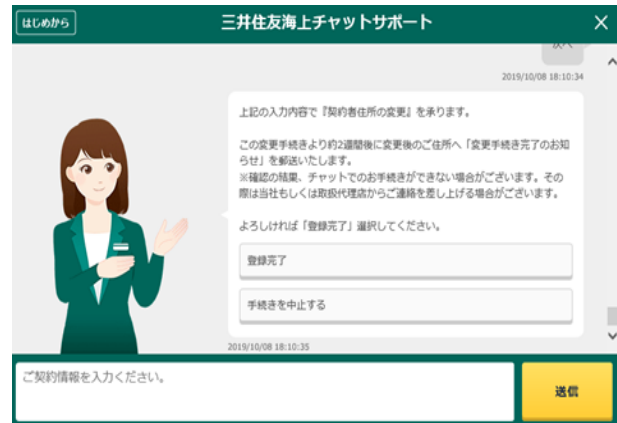 はじめから
三井住友海上チャットサポート
次へ
2019/10/08 18:10:34
上記の入力内容で『契約者住所の変更』を承ります。
この変更手続きより約2週間後に変更後のご住所へ「変更手続き完了のお知
らせ」を郵送いたします。
※確認の結果、チャットでのお手続きができない場合がございます。その
際は当社もしくは取扱代理店からご連絡を差し上げる場合がございます。
よろしければ「登録完了」選択してください。
登録完了
手続きを中止する
2019/10/08 18:10:35
ご契約情報を入力ください。
送信